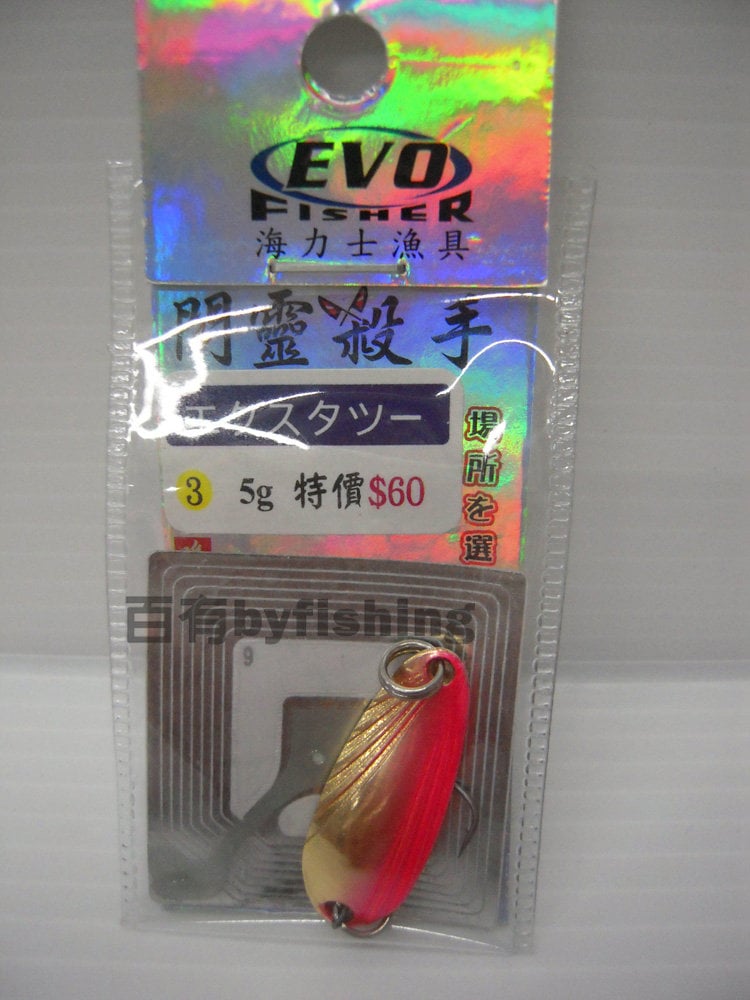 EVO
FISHER
海力士漁具
閂靈殺手
エクスタツー
3 5g 特價$60
場所を選
百有byfishing
9